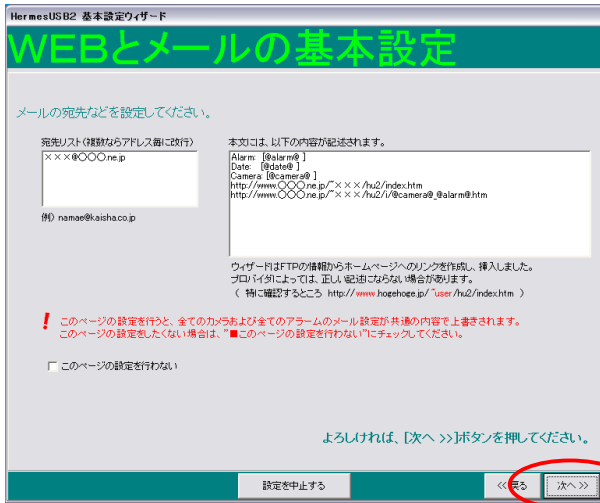 HermesUSB2 基本設定ウィザード
WEBとメールの基本設定
メールの宛先などを設定してください。
宛先リスト(複数ならアドレス毎に改行)
×××@〇〇〇.ne.jp
例) namae@kaisha.co.jp
本文には、以下の内容が記述されます。
Alarm: [@alarm@ ]
Date: [@date@ ]
Camera: [@camera@ ]
http://www.〇〇〇.ne.jp/~×××/hu2/index.htm
http://www.〇〇〇.ne.jp/~×××/hu2/i/@camera@_@alarm@.htm
ウィザードはFTPの情報からホームページへのリンクを作成し、挿入しました。
プロバイダによっては、正しい記述にならない場合があります。
( 特に確認するところ http://www.hogehoge.jp/~user/hu2/index.htm )
! このページの設定を行うと、全てのカメラおよび全てのアラームのメール設定が共通の内容で上書きされます。
このページの設定をしたくない場合は、"■このページの設定を行わない"にチェックしてください。
このページの設定を行わない
よろしければ、[次へ >>]ボタンを押してください。
設定を中止する
<< 戻る
次へ >>